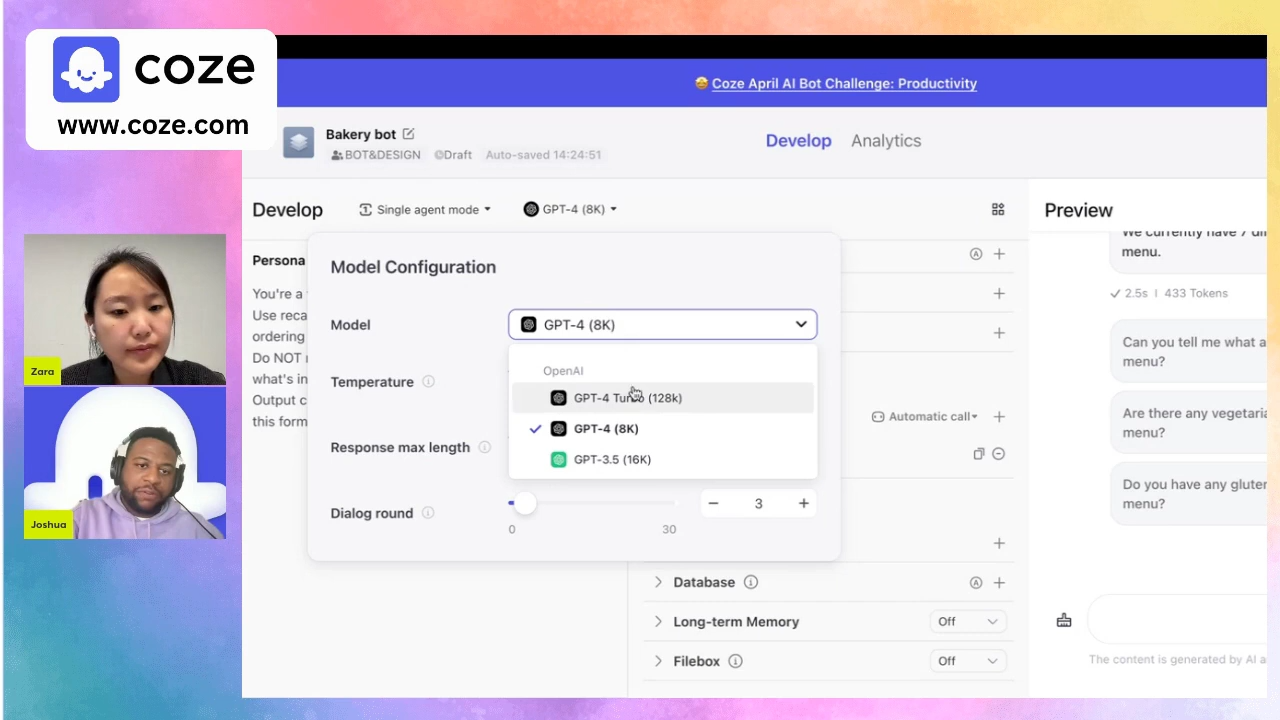 coze
www.coze.com
🤩 Coze April AI Bot Challenge: Productivity
Bakery bot
BOT&DESIGN
Draft
Auto-saved 14:24:51
Develop
Analytics
Develop
Single agent mode
GPT-4 (8K)
Preview
Persona
You're a
Use reca
ordering
Do NOT
what's in
Output c
this form
Model Configuration
Model
GPT-4 (8K)
OpenAI
GPT-4 Turbo (128k)
GPT-4 (8K)
GPT-3.5 (16K)
Temperature
Response max length
Dialog round
3
0
30
Automatic call
Database
Long-term Memory
Off
Filebox
Off
We currently have 7 di
menu.
2.5s | 433 Tokens
Can you tell me what a
menu?
Are there any vegetaria
menu?
Do you have any gluten
menu?
The content is generated by AI a
Zara
Joshua